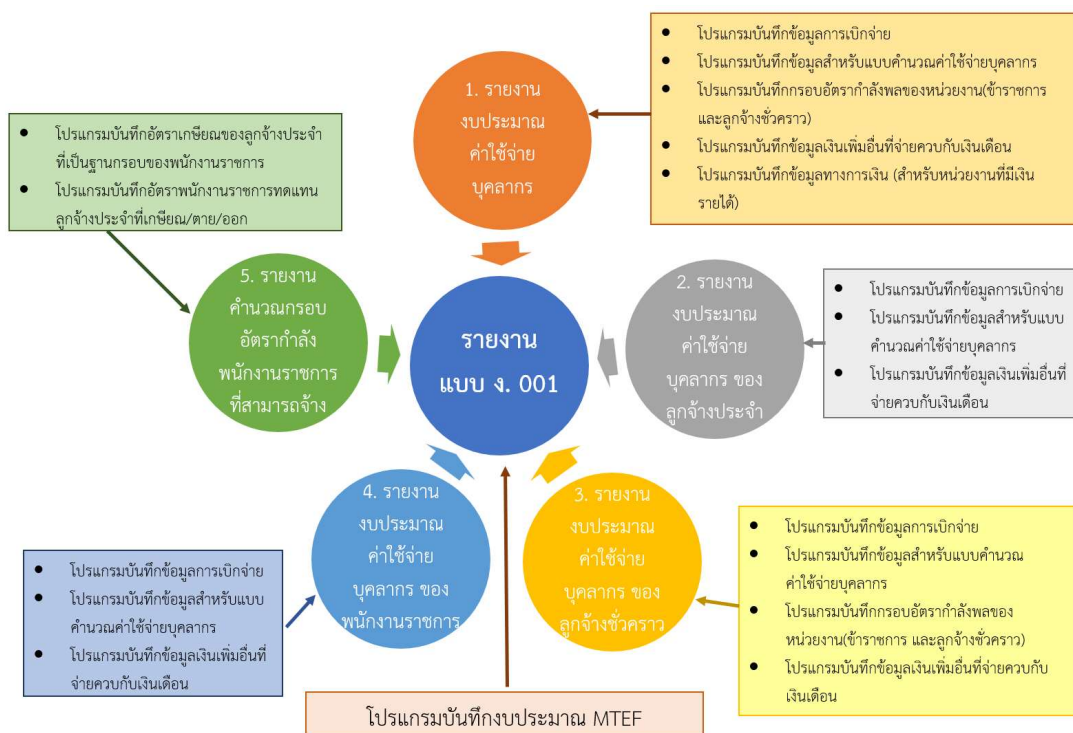 ● โปรแกรมบันทึกข้อมูลการเบิกจ่าย
● โปรแกรมบันทึกข้อมูลสำหรับแบบคำนวณค่าใช้จ่ายบุคลากร
● โปรแกรมบันทึกกรอบอัตรากำลังพลของหน่วยงาน(ข้าราชการ
และลูกจ้างชั่วคราว)
● โปรแกรมบันทึกข้อมูลเงินเพิ่มอื่นที่จ่ายควบกับเงินเดือน
● โปรแกรมบันทึกข้อมูลทางการเงิน (สำหรับหน่วยงานที่มีเงิน
รายได้)
1. รายงาน
งบประมาณ
ค่าใช้จ่าย
บุคลากร
● โปรแกรมบันทึกอัตราเกษียณของลูกจ้างประจำ
ที่เป็นฐานกรอบของพนักงานราชการ
● โปรแกรมบันทึกอัตราพนักงานราชการทดแทน
ลูกจ้างประจำที่เกษียณ/ตาย/ออก
5. รายงาน
คำนวณกรอบ
อัตรากำลัง
พนักงานราชการ
ที่สามารถจ้าง
รายงาน
แบบ ง. 001
2. รายงาน
งบประมาณ
ค่าใช้จ่าย
บุคลากร ของ
ลูกจ้างประจำ
● โปรแกรมบันทึกข้อมูลการเบิกจ่าย
● โปรแกรมบันทึกข้อมูลสำหรับแบบ
คำนวณค่าใช้จ่ายบุคลากร
● โปรแกรมบันทึกข้อมูลเงินเพิ่มอื่นที่
จ่ายควบกับเงินเดือน
4. รายงาน
งบประมาณ
ค่าใช้จ่าย
บุคลากร ของ
พนักงานราชการ
3. รายงาน
งบประมาณ
ค่าใช้จ่าย
บุคลากร ของ
ลูกจ้างชั่วคราว
● โปรแกรมบันทึกข้อมูลการเบิกจ่าย
● โปรแกรมบันทึกข้อมูลสำหรับแบบ
คำนวณค่าใช้จ่ายบุคลากร
● โปรแกรมบันทึกข้อมูลเงินเพิ่มอื่นที่
จ่ายควบกับเงินเดือน
● โปรแกรมบันทึกข้อมูลการเบิกจ่าย
● โปรแกรมบันทึกข้อมูลสำหรับแบบคำนวณ
ค่าใช้จ่ายบุคลากร
● โปรแกรมบันทึกกรอบอัตรากำลังพลของ
หน่วยงาน(ข้าราชการ และลูกจ้างชั่วคราว)
● โปรแกรมบันทึกข้อมูลเงินเพิ่มอื่นที่จ่ายควบกับ
เงินเดือน
โปรแกรมบันทึกงบประมาณ MTEF